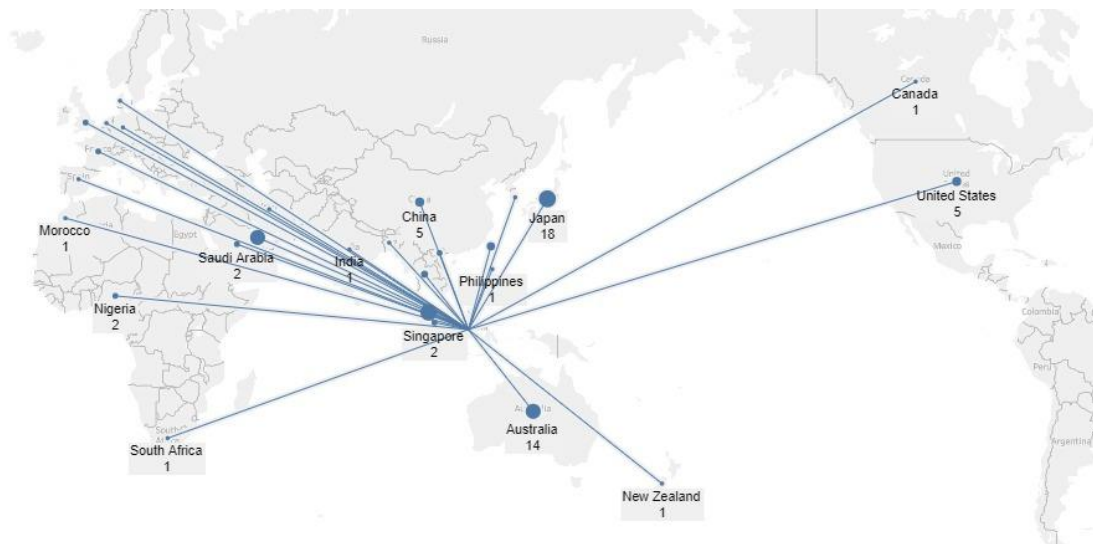 Russia
Canada
1
United States
5
Mexico
China
5
Japan
18
Morocco
1
Egypt
Saudi Arabia
2
India
1
Philippines
1
Nigeria
2
Singapore
2
Colombia
Peru
Australia
14
South Africa
1
Argentina
New Zealand
1